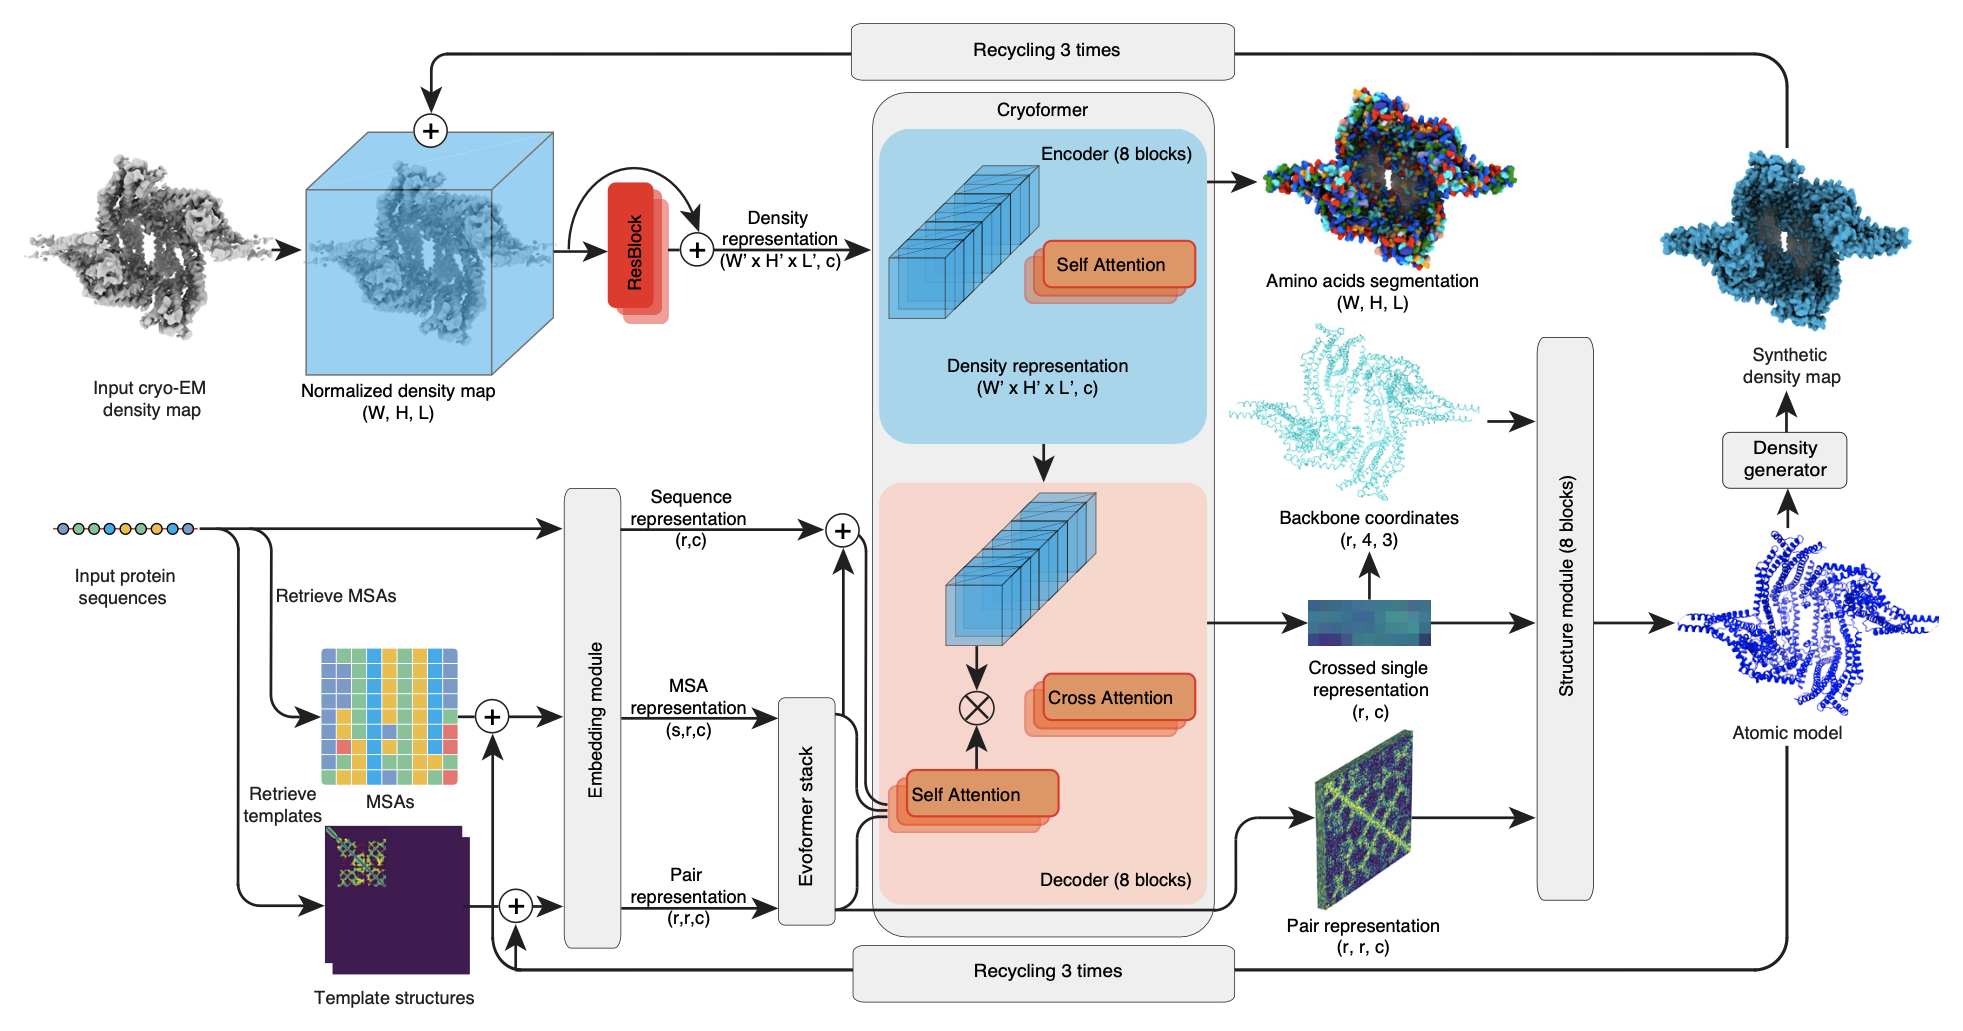 Recycling 3 times
Cryoformer
Encoder (8 blocks)
Self Attention
Density representation
(W’ x H’ x L’, c)
Input cryo-EM
density map
Normalized density map
(W, H, L)
ResBlock
Density
representation
(W’ x H’ x L’, c)
Amino acids segmentation
(W, H, L)
Synthetic
density map
Density
generator
Backbone coordinates
(r, 4, 3)
Input protein
sequences
Retrieve MSAs
MSAs
Retrieve
templates
Template structures
Embedding module
Sequence
representation
(r,c)
MSA
representation
(s,r,c)
Pair
representation
(r,r,c)
Evoformer stack
Cross Attention
Self Attention
Decoder (8 blocks)
Crossed single
representation
(r, c)
Pair representation
(r, r, c)
Structure module (8 blocks)
Atomic model
Recycling 3 times